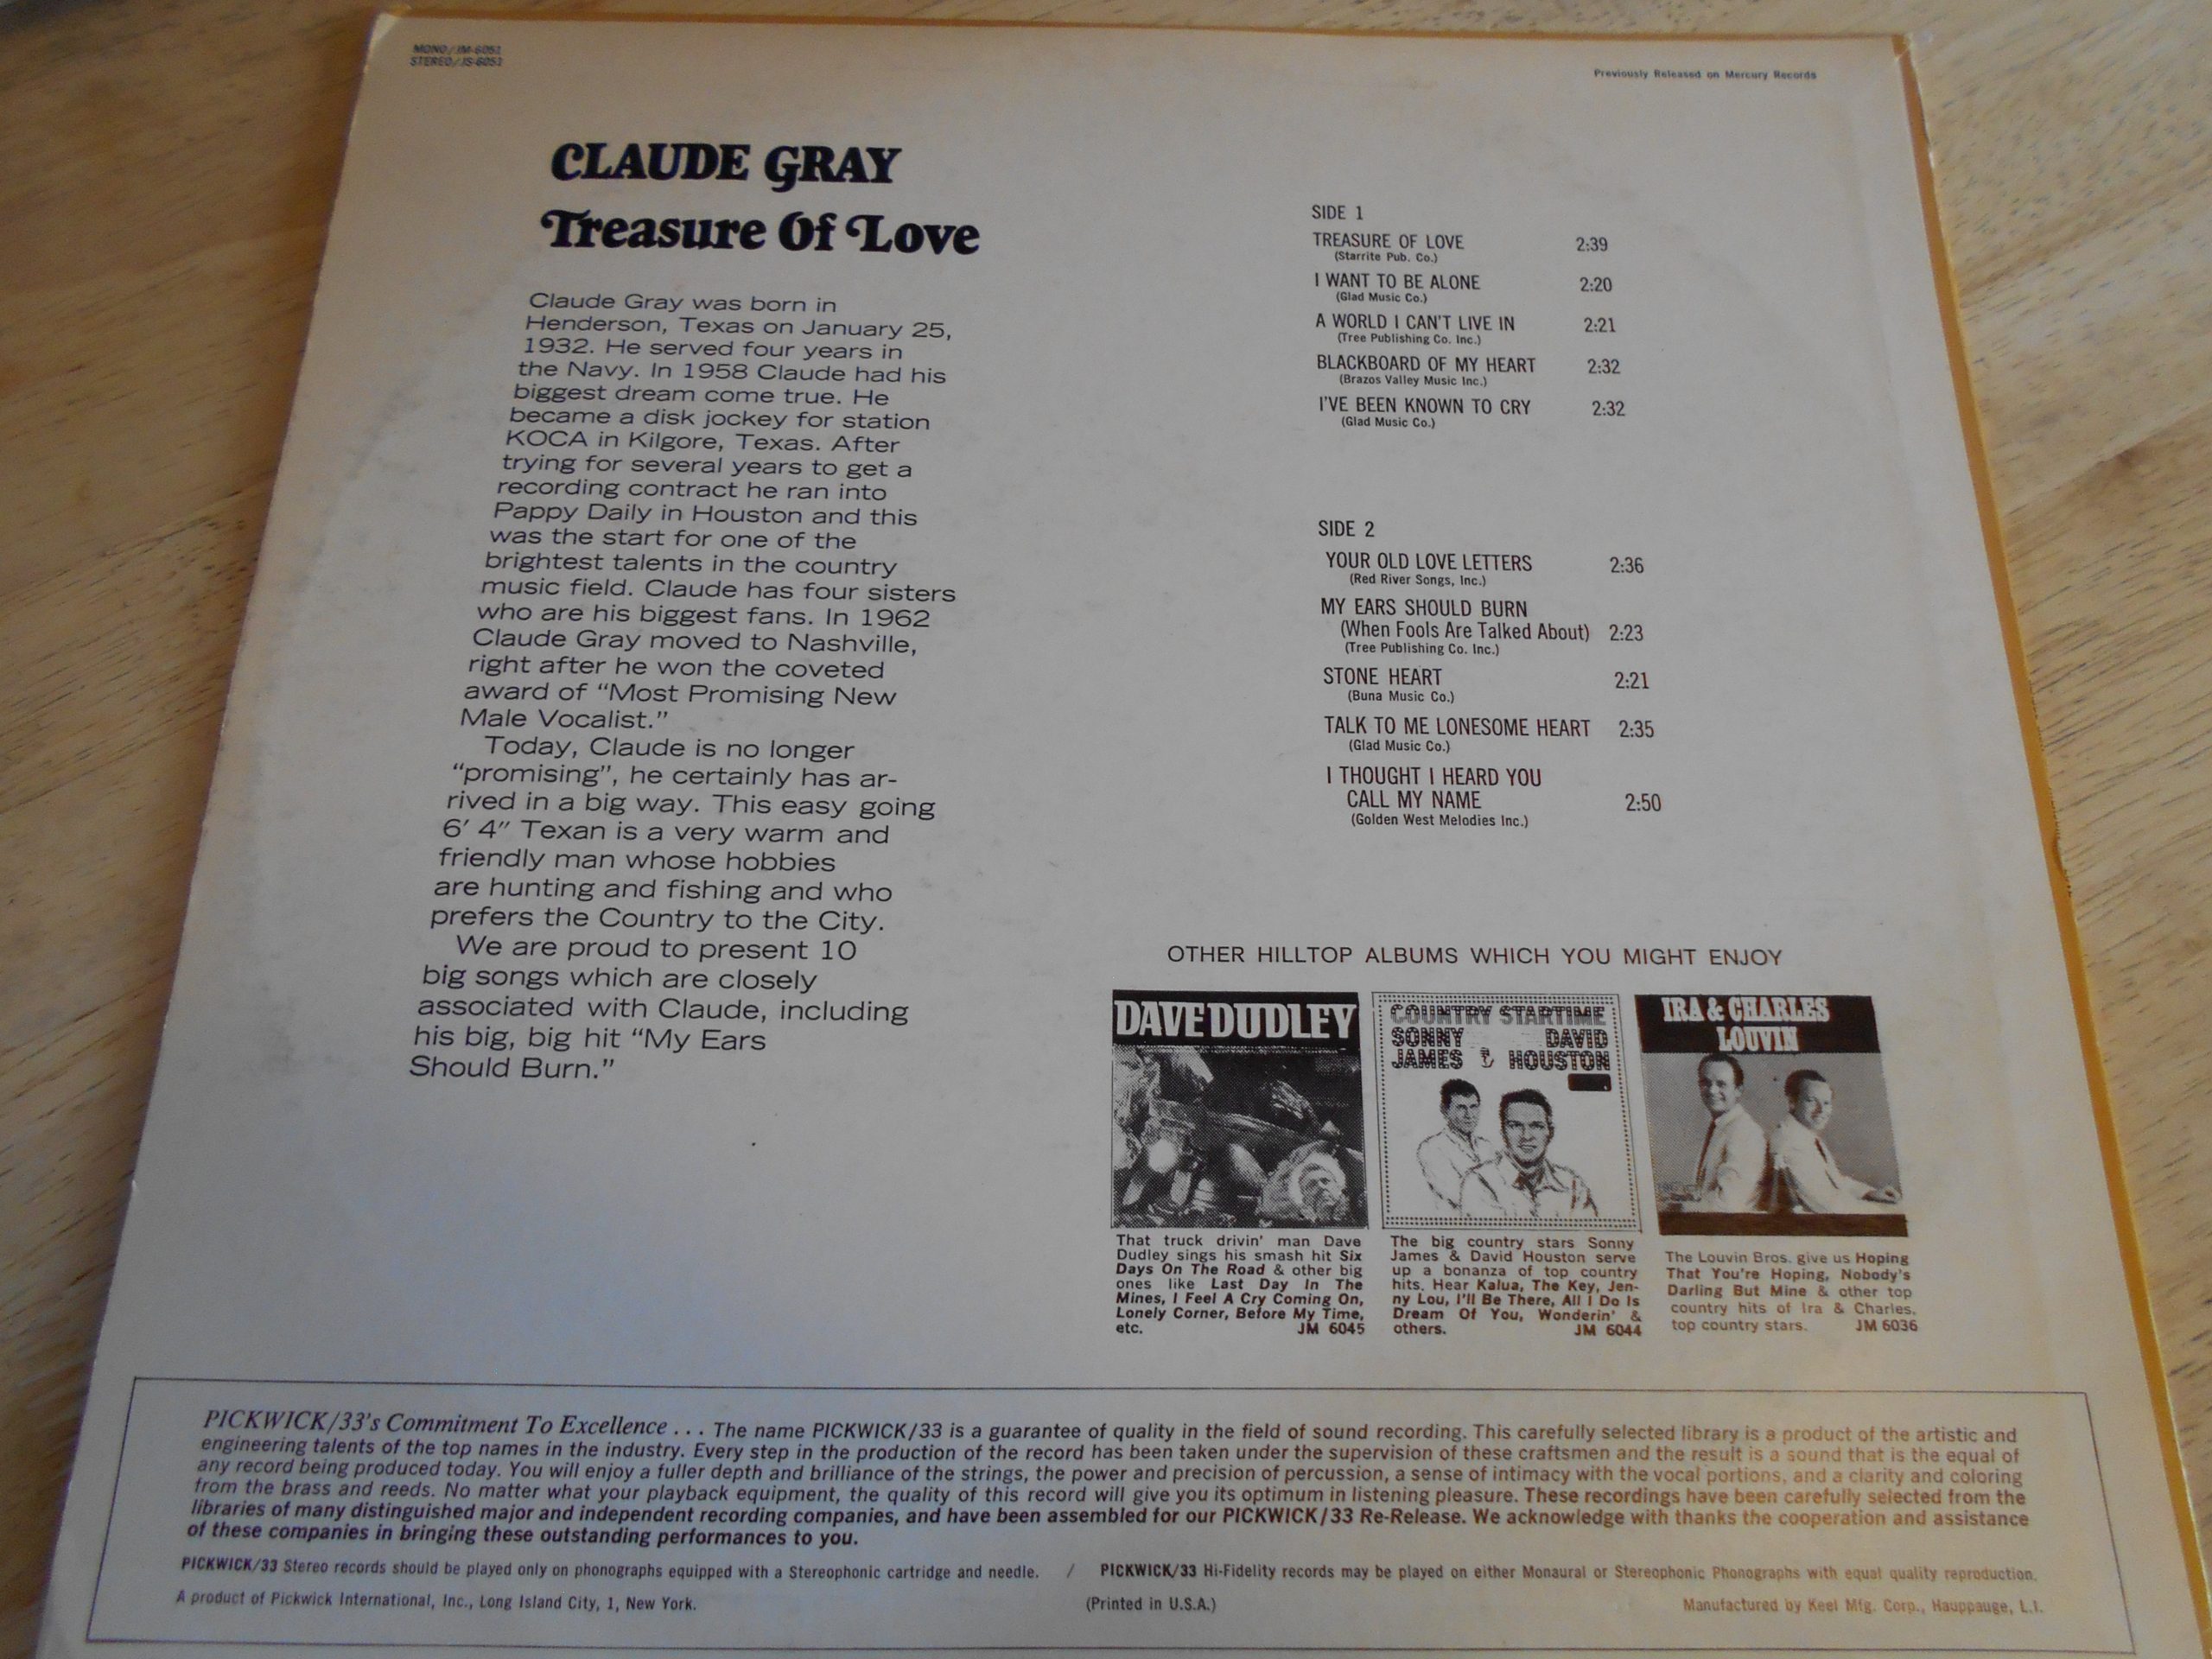 MONO/JM-6051
STEREO/JS-6051
Previously Released on Mercury Records
CLAUDE GRAY
Treasure Of Love
Claude Gray was born in
Henderson, Texas on January 25,
1932. He served four years in
the Navy. In 1958 Claude had his
biggest dream come true. He
became a disk jockey for station
KOCA in Kilgore, Texas. After
trying for several years to get a
recording contract he ran into
Pappy Daily in Houston and this
was the start for one of the
brightest talents in the country
music field. Claude has four sisters
who are his biggest fans. In 1962
Claude Gray moved to Nashville,
right after he won the coveted
award of “Most Promising New
Male Vocalist.”
Today, Claude is no longer
“promising”, he certainly has ar-
rived in a big way. This easy going
6′ 4″ Texan is a very warm and
friendly man whose hobbies
are hunting and fishing and who
prefers the Country to the City.
We are proud to present 10
big songs which are closely
associated with Claude, including
his big, big hit “My Ears
Should Burn.”
SIDE 1
TREASURE OF LOVE 2:39
(Starrite Pub. Co.)
I WANT TO BE ALONE 2:20
(Glad Music Co.)
A WORLD I CAN'T LIVE IN 2:21
(Tree Publishing Co. Inc.)
BLACKBOARD OF MY HEART 2:32
(Brazos Valley Music Inc.)
I'VE BEEN KNOWN TO CRY 2:32
(Glad Music Co.)
SIDE 2
YOUR OLD LOVE LETTERS 2:36
(Red River Songs, Inc.)
MY EARS SHOULD BURN
(When Fools Are Talked About) 2:23
(Tree Publishing Co. Inc.)
STONE HEART 2:21
(Buna Music Co.)
TALK TO ME LONESOME HEART 2:35
(Glad Music Co.)
I THOUGHT I HEARD YOU
CALL MY NAME 2:50
(Golden West Melodies Inc.)
OTHER HILLTOP ALBUMS WHICH YOU MIGHT ENJOY
DAVE DUDLEY
That truck drivin' man Dave
Dudley sings his smash hit Six
Days On The Road & other big
ones like Last Day In The
Mines, I Feel A Cry Coming On,
Lonely Corner, Before My Time,
etc. JM 6045
COUNTRY STARTIME
SONNY DAVID
JAMES & HOUSTON
The big country stars Sonny
James & David Houston serve
up a bonanza of top country
hits. Hear Kalua, The Key, Jen-
ny Lou, I'll Be There, All I Do Is
Dream Of You, Wonderin' &
others. JM 6044
IRA & CHARLES
LOUVIN
The Louvin Bros. give us Hoping
That You're Hoping, Nobody's
Darling But Mine & other top
country hits of Ira & Charles,
top country stars. JM 6036
PICKWICK/33's Commitment To Excellence . . . The name PICKWICK/33 is a guarantee of quality in the field of sound recording. This carefully selected library is a product of the artistic and
engineering talents of the top names in the industry. Every step in the production of the record has been taken under the supervision of these craftsmen and the result is a sound that is the equal of
any record being produced today. You will enjoy a fuller depth and brilliance of the strings, the power and precision of percussion, a sense of intimacy with the vocal portions, and a clarity and coloring
from the brass and reeds. No matter what your playback equipment, the quality of this record will give you its optimum in listening pleasure. These recordings have been carefully selected from the
libraries of many distinguished major and independent recording companies, and have been assembled for our PICKWICK/33 Re-Release. We acknowledge with thanks the cooperation and assistance
of these companies in bringing these outstanding performances to you.
PICKWICK/33 Stereo records should be played only on phonographs equipped with a Stereophonic cartridge and needle. / PICKWICK/33 Hi-Fidelity records may be played on either Monaural or Stereophonic Phonographs with equal quality reproduction.
A product of Pickwick International, Inc., Long Island City, 1, New York. (Printed in U.S.A.) Manufactured by Keel Mfg. Corp., Hauppauge, L.I.